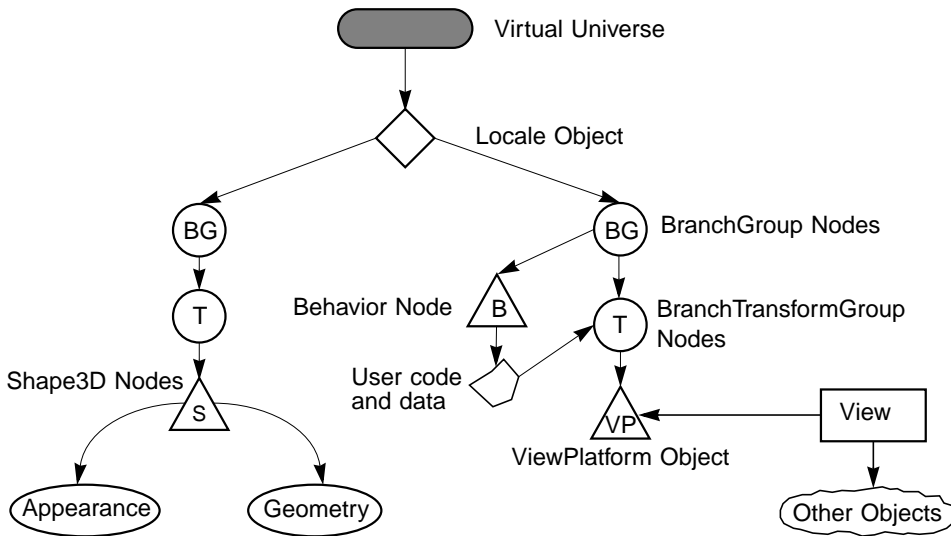 Virtual Universe
Locale Object
BG
BG
BranchGroup Nodes
Behavior Node
B
T
T
BranchTransformGroup
Nodes
Shape3D Nodes
S
User code
and data
VP
View
ViewPlatform Object
Appearance
Geometry
Other Objects